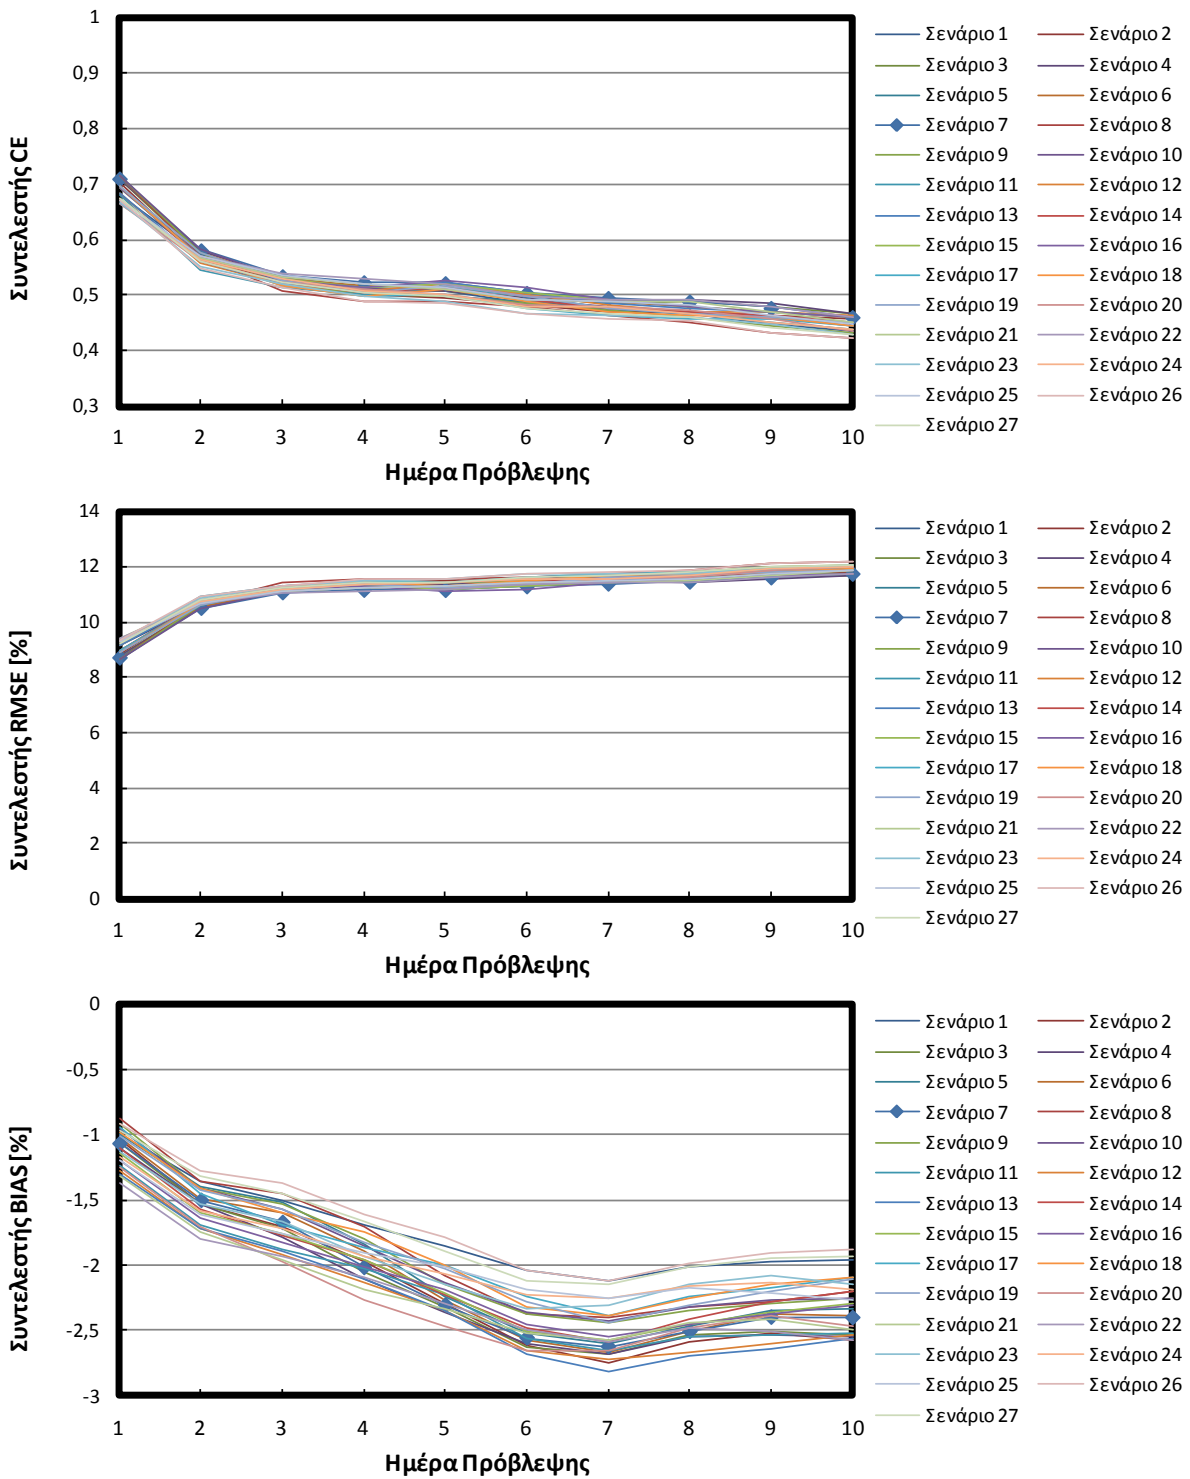 Συντελεστής CE
1
0,9
0,8
0,7
0,6
0,5
0,4
0,3
1 2 3 4 5 6 7 8 9 10
Ημέρα Πρόβλεψης
Σενάριο 1 Σενάριο 2
Σενάριο 3 Σενάριο 4
Σενάριο 5 Σενάριο 6
Σενάριο 7 Σενάριο 8
Σενάριο 9 Σενάριο 10
Σενάριο 11 Σενάριο 12
Σενάριο 13 Σενάριο 14
Σενάριο 15 Σενάριο 16
Σενάριο 17 Σενάριο 18
Σενάριο 19 Σενάριο 20
Σενάριο 21 Σενάριο 22
Σενάριο 23 Σενάριο 24
Σενάριο 25 Σενάριο 26
Σενάριο 27
Συντελεστής RMSE [%]
14
12
10
8
6
4
2
0
1 2 3 4 5 6 7 8 9 10
Ημέρα Πρόβλεψης
Σενάριο 1 Σενάριο 2
Σενάριο 3 Σενάριο 4
Σενάριο 5 Σενάριο 6
Σενάριο 7 Σενάριο 8
Σενάριο 9 Σενάριο 10
Σενάριο 11 Σενάριο 12
Σενάριο 13 Σενάριο 14
Σενάριο 15 Σενάριο 16
Σενάριο 17 Σενάριο 18
Σενάριο 19 Σενάριο 20
Σενάριο 21 Σενάριο 22
Σενάριο 23 Σενάριο 24
Σενάριο 25 Σενάριο 26
Σενάριο 27
Συντελεστής BIAS [%]
0
-0,5
-1
-1,5
-2
-2,5
-3
1 2 3 4 5 6 7 8 9 10
Ημέρα Πρόβλεψης
Σενάριο 1 Σενάριο 2
Σενάριο 3 Σενάριο 4
Σενάριο 5 Σενάριο 6
Σενάριο 7 Σενάριο 8
Σενάριο 9 Σενάριο 10
Σενάριο 11 Σενάριο 12
Σενάριο 13 Σενάριο 14
Σενάριο 15 Σενάριο 16
Σενάριο 17 Σενάριο 18
Σενάριο 19 Σενάριο 20
Σενάριο 21 Σενάριο 22
Σενάριο 23 Σενάριο 24
Σενάριο 25 Σενάριο 26
Σενάριο 27